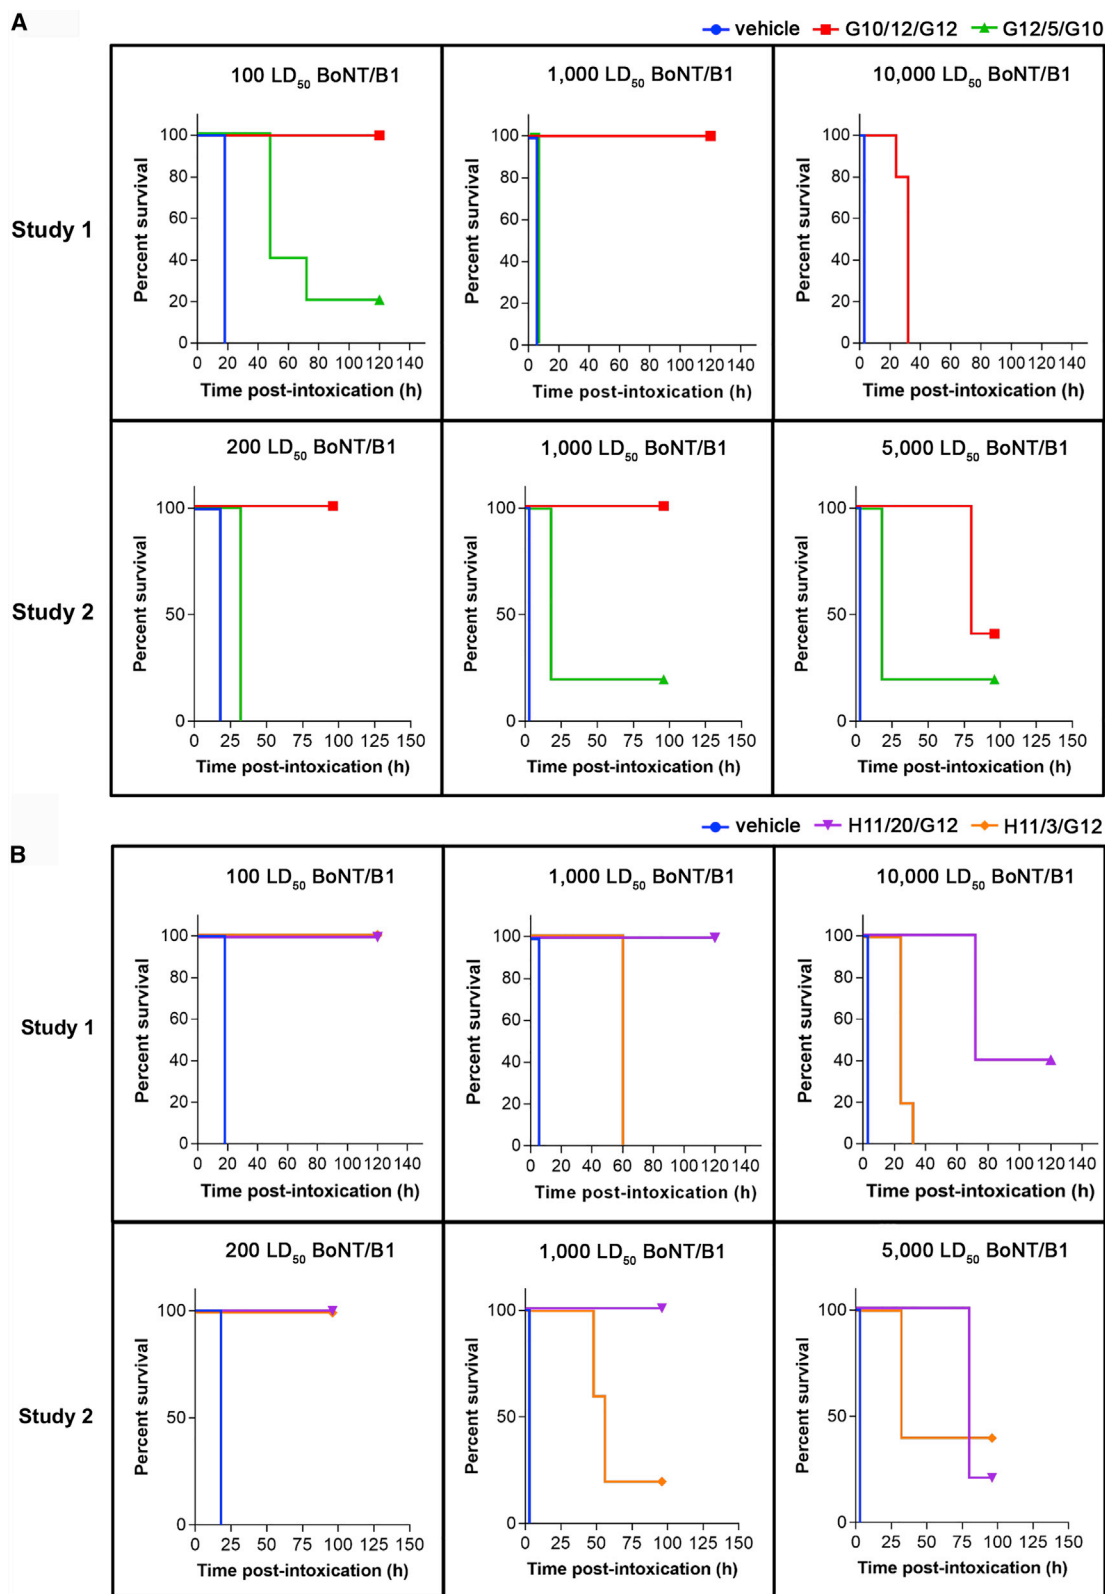 A
vehicle G10/12/G12 G12/5/G10
Study 1
100 LD50 BoNT/B1
Percent survival
100
80
60
40
20
0
0 20 40 60 80 100 120 140
Time post-intoxication (h)
1,000 LD50 BoNT/B1
Percent survival
100
80
60
40
20
0
0 20 40 60 80 100 120 140
Time post-intoxication (h)
10,000 LD50 BoNT/B1
Percent survival
100
80
60
40
20
0
0 20 40 60 80 100 120 140
Time post-intoxication (h)
Study 2
200 LD50 BoNT/B1
Percent survival
100
50
0
0 25 50 75 100 125 150
Time post-intoxication (h)
1,000 LD50 BoNT/B1
Percent survival
100
50
0
0 25 50 75 100 125 150
Time post-intoxication (h)
5,000 LD50 BoNT/B1
Percent survival
100
50
0
0 25 50 75 100 125 150
Time post-intoxication (h)
B
vehicle H11/20/G12 H11/3/G12
Study 1
100 LD50 BoNT/B1
Percent survival
100
80
60
40
20
0
0 20 40 60 80 100 120 140
Time post-intoxication (h)
1,000 LD50 BoNT/B1
Percent survival
100
80
60
40
20
0
0 20 40 60 80 100 120 140
Time post-intoxication (h)
10,000 LD50 BoNT/B1
Percent survival
100
80
60
40
20
0
0 20 40 60 80 100 120 140
Time post-intoxication (h)
Study 2
200 LD50 BoNT/B1
Percent survival
100
50
0
0 25 50 75 100 125 150
Time post-intoxication (h)
1,000 LD50 BoNT/B1
Percent survival
100
50
0
0 25 50 75 100 125 150
Time post-intoxication (h)
5,000 LD50 BoNT/B1
Percent survival
100
50
0
0 25 50 75 100 125 150
Time post-intoxication (h)